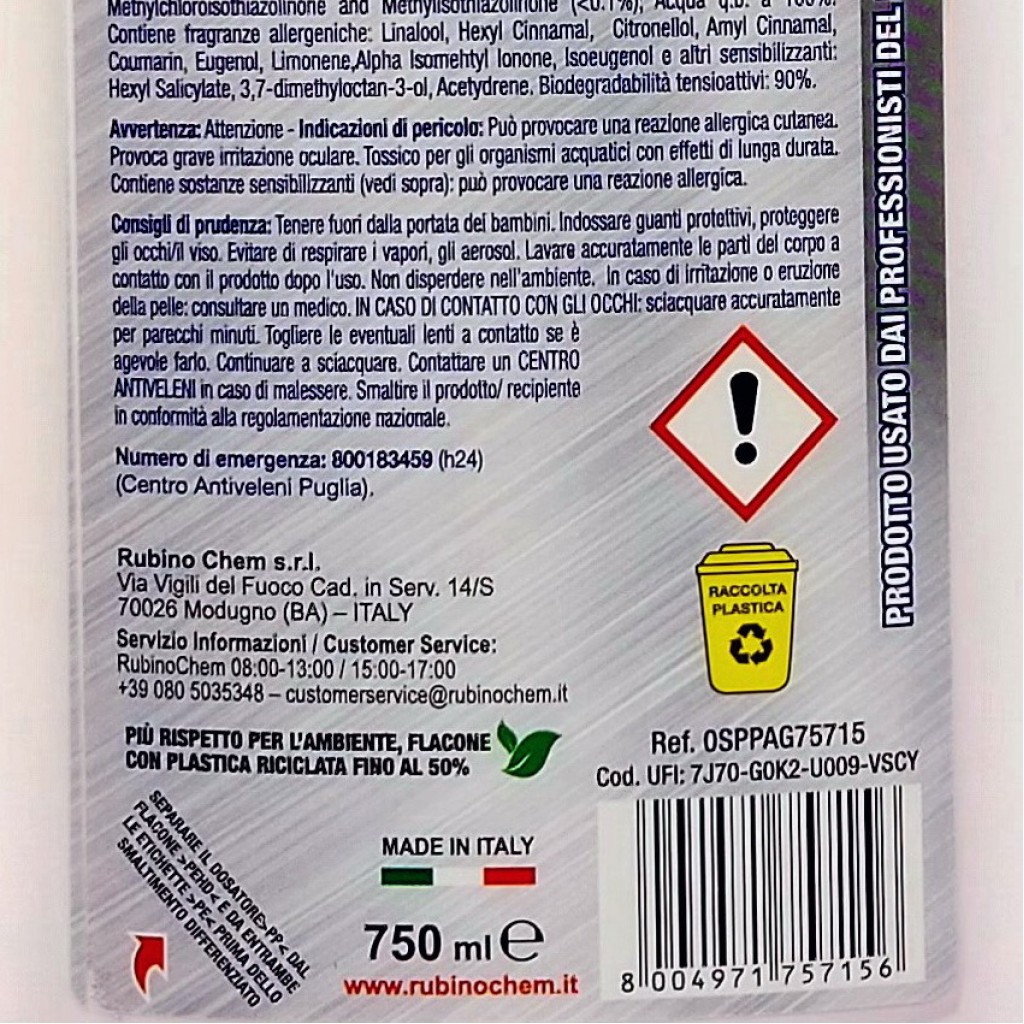 Methylchloroisothiazolinone and Methylisothiazolinone (<0.1%), Acqua q.b. a 100%.
Contiene fragranze allergeniche: Linalool, Hexyl Cinnamal, Citronellol, Amyl Cinnamal,
Coumarin, Eugenol, Limonene,Alpha Isomehtyl Ionone, Isoeugenol e altri sensibilizzanti:
Hexyl Salicylate, 3,7-dimethyloctan-3-ol, Acetydrene. Biodegradabilità tensioattivi: 90%.
Avvertenza: Attenzione - Indicazioni di pericolo: Può provocare una reazione allergica cutanea.
Provoca grave irritazione oculare. Tossico per gli organismi acquatici con effetti di lunga durata.
Contiene sostanze sensibilizzanti (vedi sopra): può provocare una reazione allergica.
Consigli di prudenza: Tenere fuori dalla portata dei bambini. Indossare guanti protettivi, proteggere
gli occhi/il viso. Evitare di respirare i vapori, gli aerosol. Lavare accuratamente le parti del corpo a
contatto con il prodotto dopo l'uso. Non disperdere nell'ambiente. In caso di irritazione o eruzione
della pelle: consultare un medico. IN CASO DI CONTATTO CON GLI OCCHI: sciacquare accuratamente
per parecchi minuti. Togliere le eventuali lenti a contatto se è
agevole farlo. Continuare a sciacquare. Contattare un CENTRO
ANTIVELENI in caso di malessere. Smaltire il prodotto/ recipiente
in conformità alla regolamentazione nazionale.
Numero di emergenza: 800183459 (h24)
(Centro Antiveleni Puglia).
Rubino Chem s.r.l.
Via Vigili del Fuoco Cad. in Serv. 14/S
70026 Modugno (BA) – ITALY
Servizio Informazioni / Customer Service:
RubinoChem 08:00-13:00 / 15:00-17:00
+39 080 5035348 – customerservice@rubinochem.it
PIÙ RISPETTO PER L'AMBIENTE, FLACONE
CON PLASTICA RICICLATA FINO AL 50%
SEPARARE IL DOSATORE>PP< DAL
FLACONE >PEHD< E DA ENTRAMBE
LE ETICHETTE >PE< PRIMA DELLO
SMALTIMENTO DIFFERENZIATO
MADE IN ITALY
750 ml e
www.rubinochem.it
RACCOLTA
PLASTICA
Ref. 0SPPAG75715
Cod. UFI: 7J70-G0K2-U009-VSCY
8 004971 757156
PRODOTTO USATO DAI PROFESSIONISTI DEL